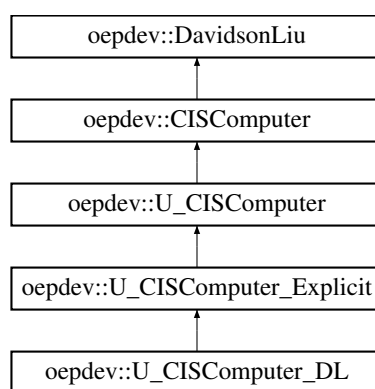 oepdev::DavidsonLiu
oepdev::CISComputer
oepdev::U_CISComputer
oepdev::U_CISComputer_Explicit
oepdev::U_CISComputer_DL